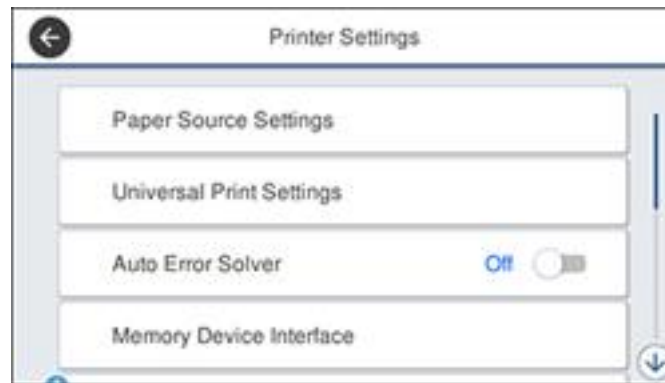 Printer Settings
Paper Source Settings
Universal Print Settings
Auto Error Solver Off
Memory Device Interface